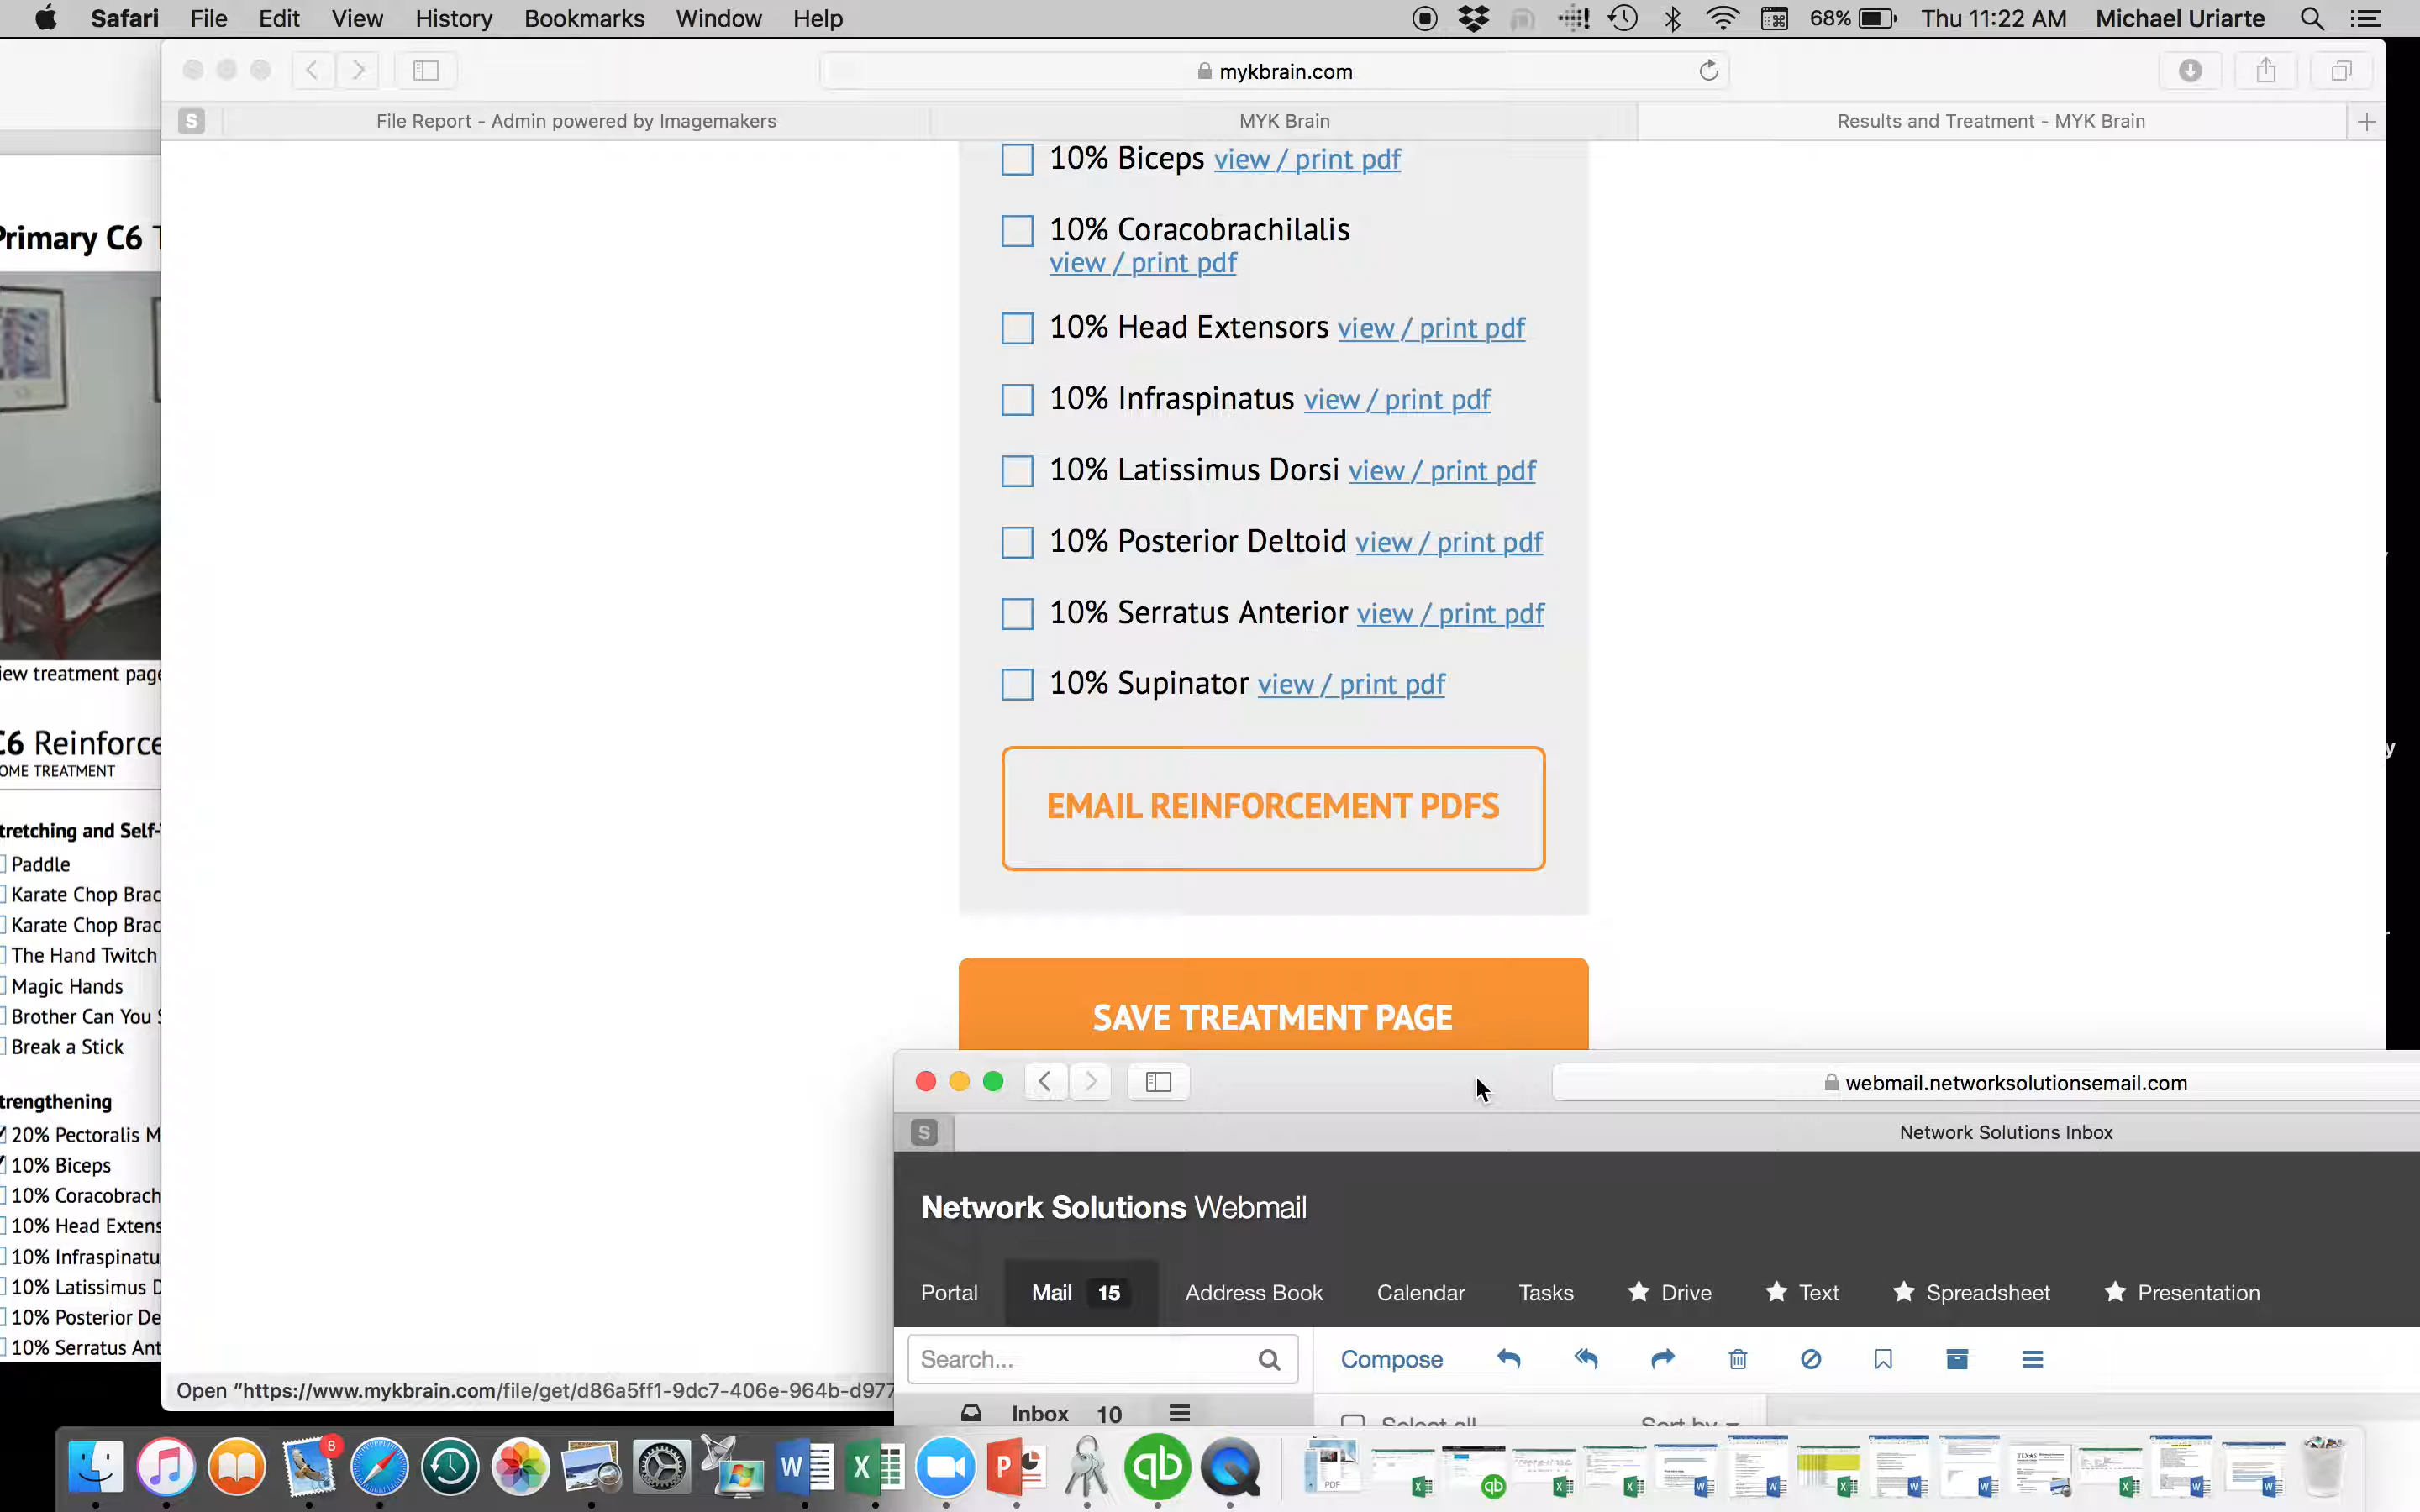 Safari File Edit View History Bookmarks Window Help 68% Thu 11:22 AM Michael Uriarte
mykbrain.com
S File Report - Admin powered by Imagemakers MYK Brain Results and Treatment - MYK Brain
10% Biceps view / print pdf
10% Coracobrachilalis
view / print pdf
10% Head Extensors view / print pdf
10% Infraspinatus view / print pdf
10% Latissimus Dorsi view / print pdf
10% Posterior Deltoid view / print pdf
10% Serratus Anterior view / print pdf
10% Supinator view / print pdf
EMAIL REINFORCEMENT PDFS
SAVE TREATMENT PAGE
Primary C6
iew treatment page
C6 Reinforce
OME TREATMENT
tretching and Self-
Paddle
Karate Chop Brac
Karate Chop Brac
The Hand Twitch
Magic Hands
Brother Can You
Break a Stick
trengthening
20% Pectoralis M
10% Biceps
10% Coracobrach
10% Head Extens
10% Infraspinatu
10% Latissimus D
10% Posterior De
10% Serratus Ant
Open “https://www.mykbrain.com/file/get/d86a5ff1-9dc7-406e-964b-d977
webmail.networksolutionsemail.com
S Network Solutions Inbox
Network Solutions Webmail
Portal Mail 15 Address Book Calendar Tasks Drive Text Spreadsheet Presentation
Search... Compose
Inbox 10 Select all Sort by
8